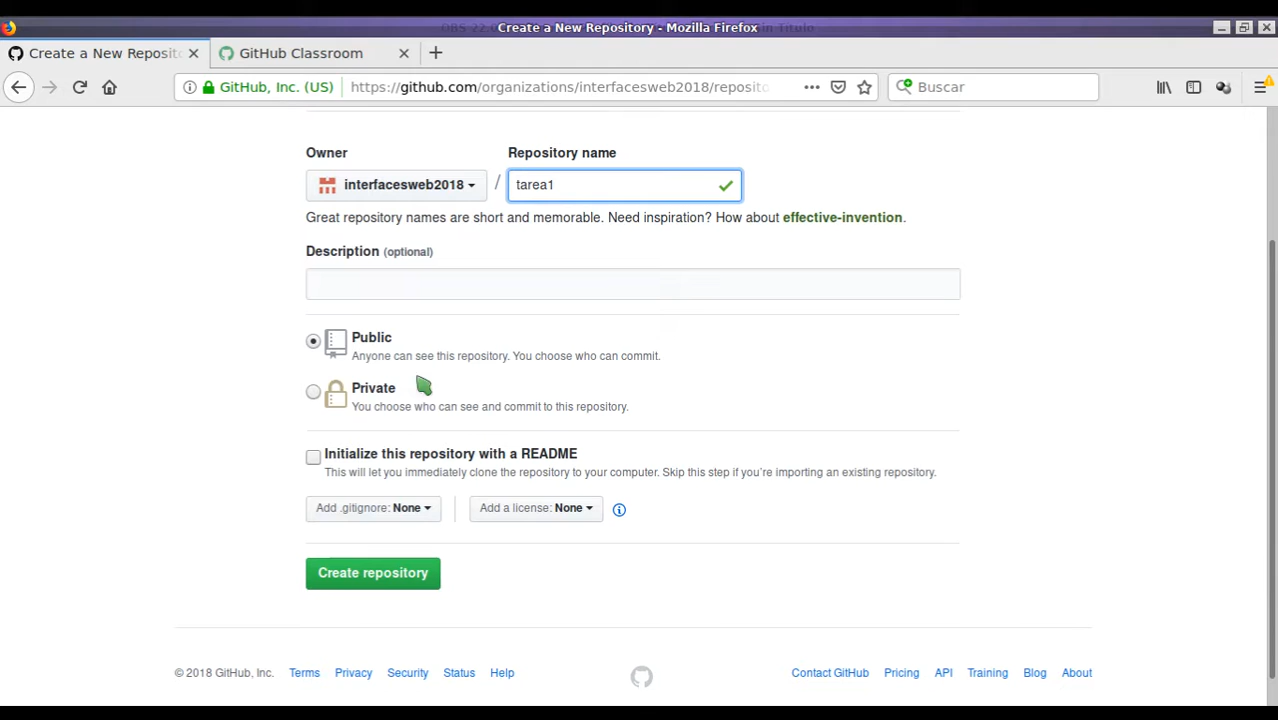 Create a New Repository - Mozilla Firefox
Create a New Reposit
GitHub Classroom
GitHub, Inc. (US)
https://github.com/organizations/interfacesweb2018/reposito
Buscar
Owner
Repository name
interfacesweb2018
/
tarea1
Great repository names are short and memorable. Need inspiration? How about effective-invention.
Description (optional)
Public
Anyone can see this repository. You choose who can commit.
Private
You choose who can see and commit to this repository.
Initialize this repository with a README
This will let you immediately clone the repository to your computer. Skip this step if you’re importing an existing repository.
Add .gitignore: None
Add a license: None
Create repository
© 2018 GitHub, Inc. Terms Privacy Security Status Help
Contact GitHub Pricing API Training Blog About